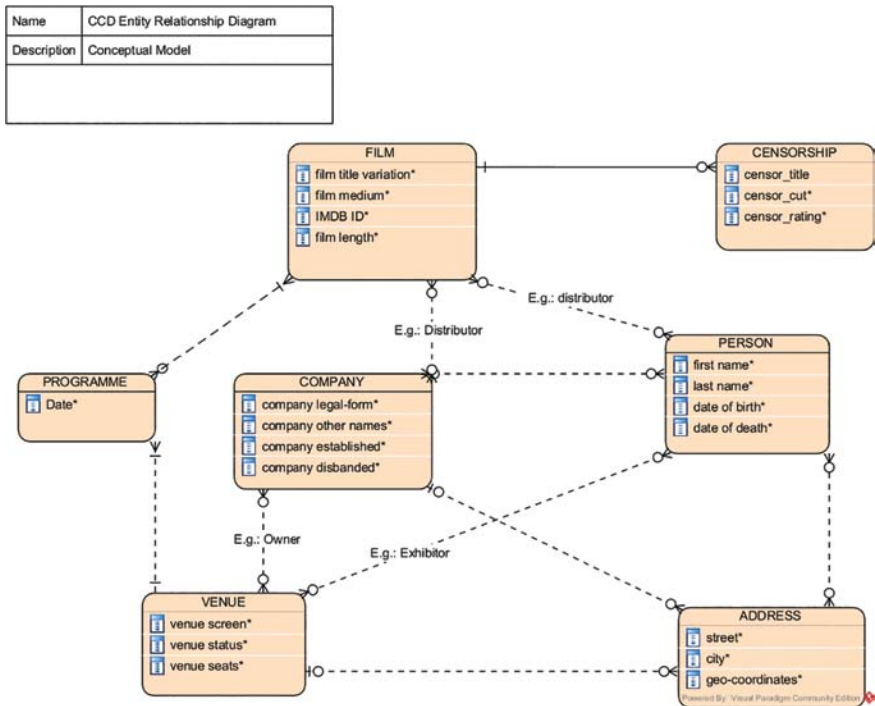 Name CCD Entity Relationship Diagram
Description Conceptual Model
FILM
film title variation*
film medium*
IMDB ID*
film length*
CENSORSHIP
censor_title
censor_cut*
censor_rating*
E.g.: distributor
E.g.: Distributor
PROGRAMME
Date*
COMPANY
company legal-form*
company other names*
company established*
company disbanded*
PERSON
first name*
last name*
date of birth*
date of death*
E.g.: Owner
E.g.: Exhibitor
VENUE
venue screen*
venue status*
venue seats*
ADDRESS
street*
city*
geo-coordinates*
Powered By Visual Paradigm Community Edition